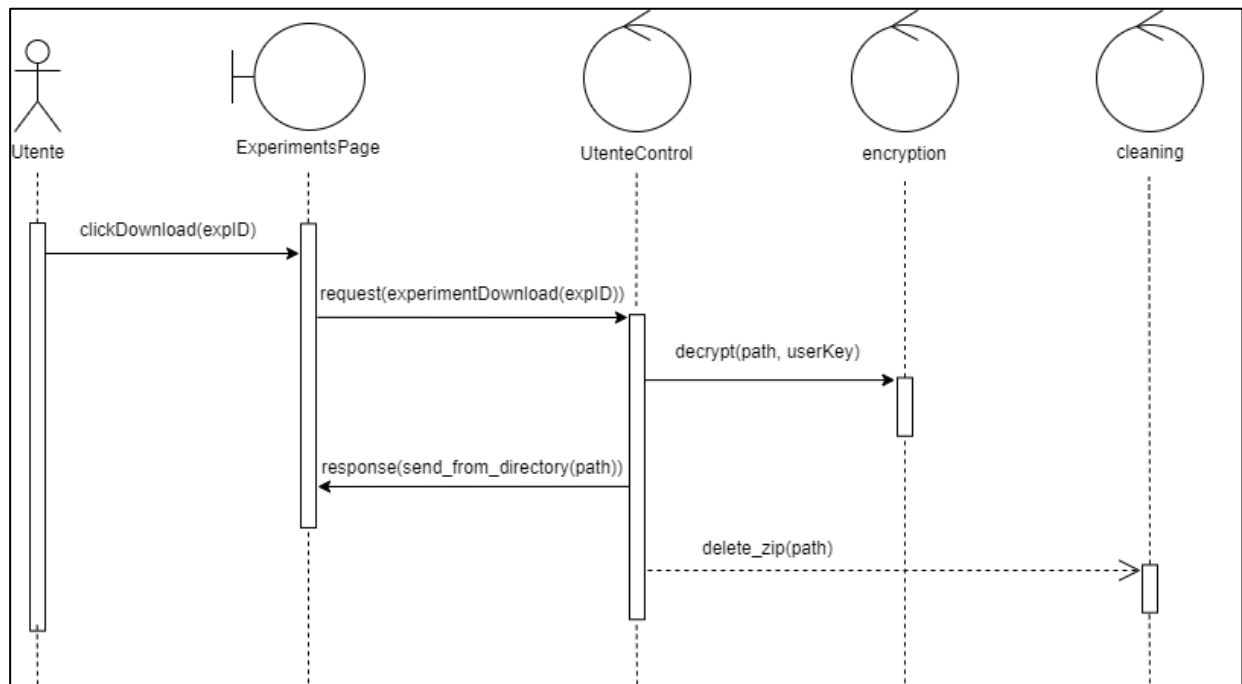 Utente
ExperimentsPage
UtenteControl
encryption
cleaning
clickDownload(expID)
request(experimentDownload(expID))
decrypt(path, userKey)
response(send_from_directory(path))
delete_zip(path)